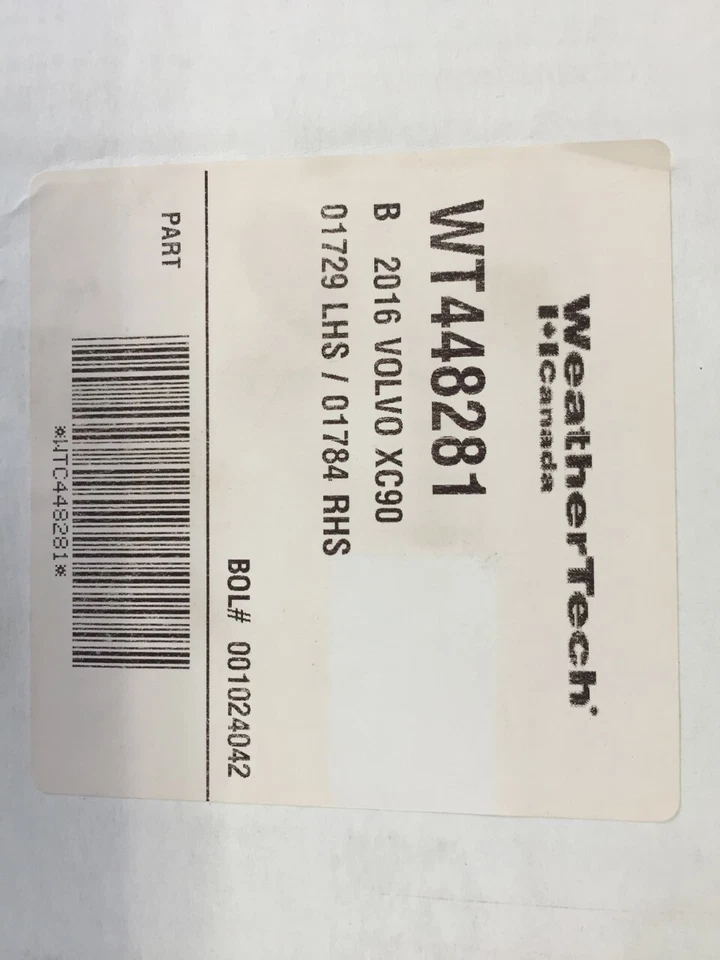 WeatherTech®
Canada
WT448281
B 2016 VOLVO XC90
01729 LHS / 01784 RHS
BOL# 001024042
PART
*WTC448281*